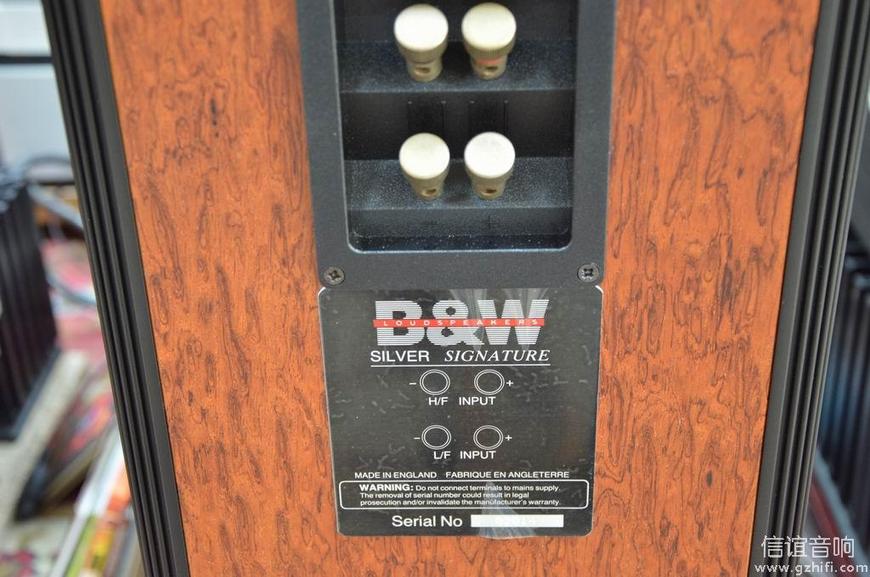 B&W
LOUDSPEAKERS
SILVER SIGNATURE
- +
H/F INPUT
- +
L/F INPUT
MADE IN ENGLAND FABRIQUE EN ANGLETERRE
WARNING: Do not connect terminals to mains supply.
The removal of serial number could result in legal
prosecution and/or invalidate the manufacturer's warranty.
Serial No
信谊音响
www.gzhifi.com